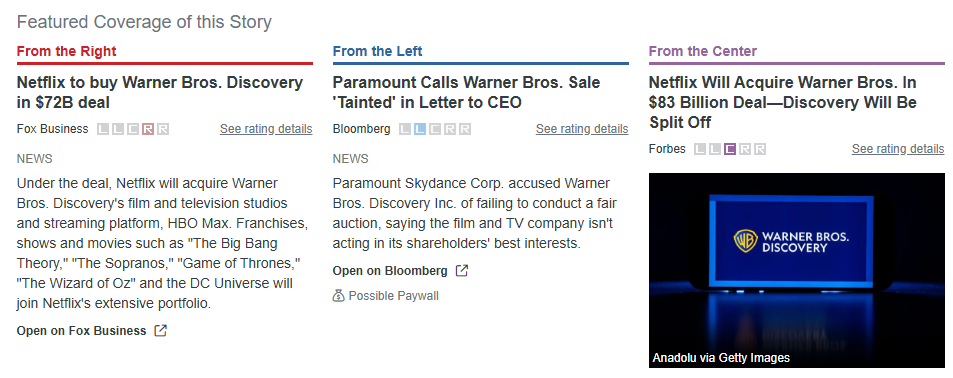 Featured Coverage of this Story
From the Right
Netflix to buy Warner Bros. Discovery
in $72B deal
Fox Business L L C R R See rating details
NEWS
Under the deal, Netflix will acquire Warner
Bros. Discovery's film and television studios
and streaming platform, HBO Max. Franchises,
shows and movies such as "The Big Bang
Theory," "The Sopranos," "Game of Thrones,"
"The Wizard of Oz" and the DC Universe will
join Netflix's extensive portfolio.
Open on Fox Business
From the Left
Paramount Calls Warner Bros. Sale
'Tainted' in Letter to CEO
Bloomberg L L C R R See rating details
NEWS
Paramount Skydance Corp. accused Warner
Bros. Discovery Inc. of failing to conduct a fair
auction, saying the film and TV company isn't
acting in its shareholders' best interests.
Open on Bloomberg
Possible Paywall
From the Center
Netflix Will Acquire Warner Bros. In
$83 Billion Deal—Discovery Will Be
Split Off
Forbes L L C R R See rating details
WB WARNER BROS.
DISCOVERY
Anadolu via Getty Images